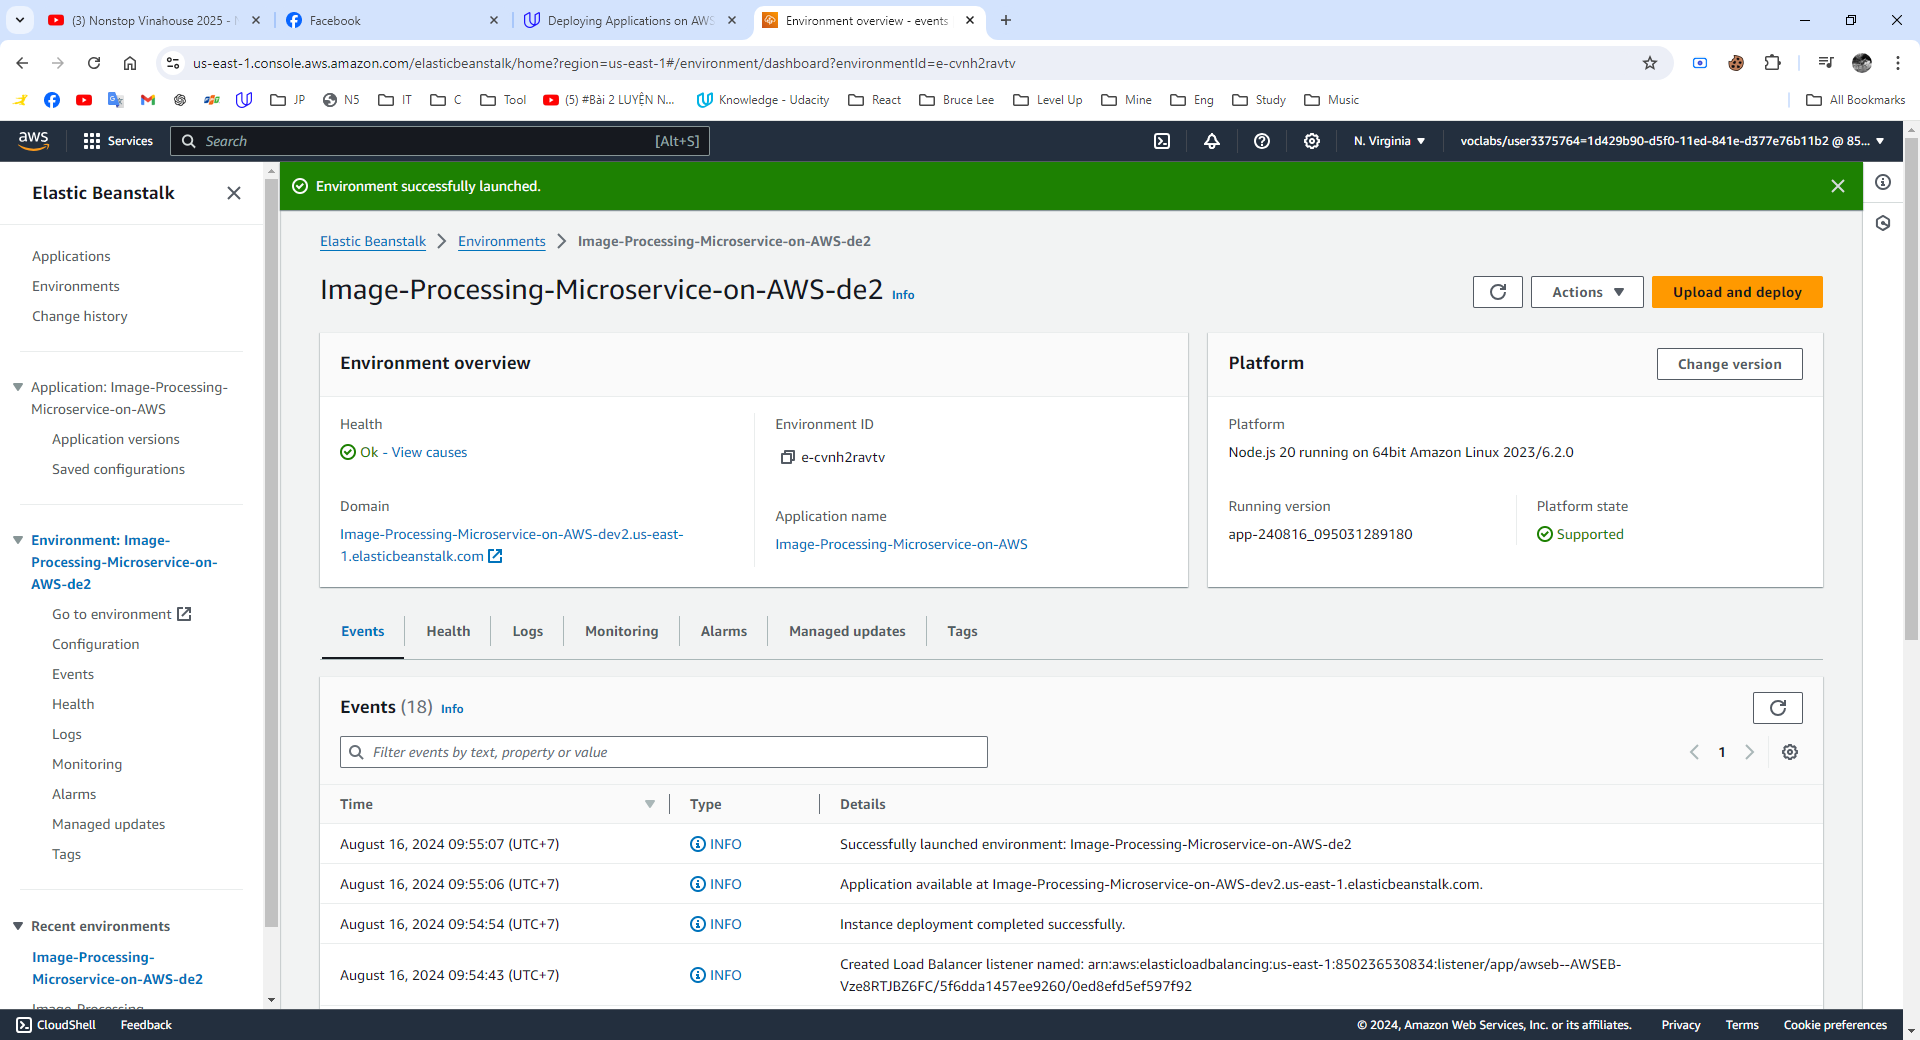 (3) Nonstop Vinahouse 2025 -
Facebook
Deploying Applications on AWS
Environment overview - events
us-east-1.console.aws.amazon.com/elasticbeanstalk/home?region=us-east-1#/environment/dashboard?environmentId=e-cvnh2ravtv
JP
N5
IT
C
Tool
(5) #Bài 2 LUYỆN N...
Knowledge - Udacity
React
Bruce Lee
Level Up
Mine
Eng
Study
Music
All Bookmarks
aws
Services
Search
[Alt+S]
N. Virginia
voclabs/user3375764=1d429b90-d5f0-11ed-841e-d377e76b11b2 @ 85...
Elastic Beanstalk
Applications
Environments
Change history
Application: Image-Processing-
Microservice-on-AWS
Application versions
Saved configurations
Environment: Image-
Processing-Microservice-on-
AWS-de2
Go to environment
Configuration
Events
Health
Logs
Monitoring
Alarms
Managed updates
Tags
Recent environments
Image-Processing-
Microservice-on-AWS-de2
Image-Processing-
Environment successfully launched.
Elastic Beanstalk
Environments
Image-Processing-Microservice-on-AWS-de2
Image-Processing-Microservice-on-AWS-de2 Info
Actions
Upload and deploy
Environment overview
Health
Ok - View causes
Domain
Image-Processing-Microservice-on-AWS-dev2.us-east-
1.elasticbeanstalk.com
Environment ID
e-cvnh2ravtv
Application name
Image-Processing-Microservice-on-AWS
Platform
Change version
Platform
Node.js 20 running on 64bit Amazon Linux 2023/6.2.0
Running version
app-240816_095031289180
Platform state
Supported
Events
Health
Logs
Monitoring
Alarms
Managed updates
Tags
Events (18) Info
Filter events by text, property or value
1
Time
Type
Details
August 16, 2024 09:55:07 (UTC+7) INFO Successfully launched environment: Image-Processing-Microservice-on-AWS-de2
August 16, 2024 09:55:06 (UTC+7) INFO Application available at Image-Processing-Microservice-on-AWS-dev2.us-east-1.elasticbeanstalk.com.
August 16, 2024 09:54:54 (UTC+7) INFO Instance deployment completed successfully.
August 16, 2024 09:54:43 (UTC+7) INFO Created Load Balancer listener named: arn:aws:elasticloadbalancing:us-east-1:850236530834:listener/app/awseb--AWSEB-
Vze8RTJBZ6FC/5f6dda1457ee9260/0ed8efd5ef597f92
CloudShell
Feedback
© 2024, Amazon Web Services, Inc. or its affiliates.
Privacy
Terms
Cookie preferences